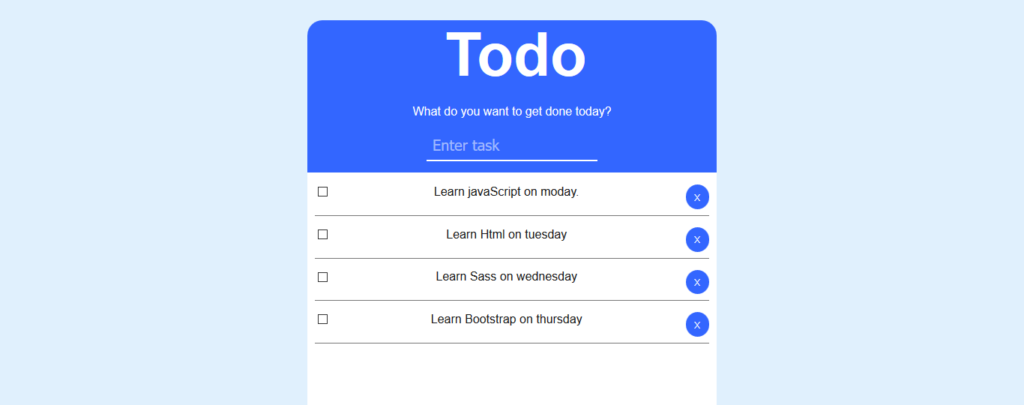 Todo
What do you want to get done today?
Enter task
Learn javaScript on moday.
X
Learn Html on tuesday
X
Learn Sass on wednesday
X
Learn Bootstrap on thursday
X